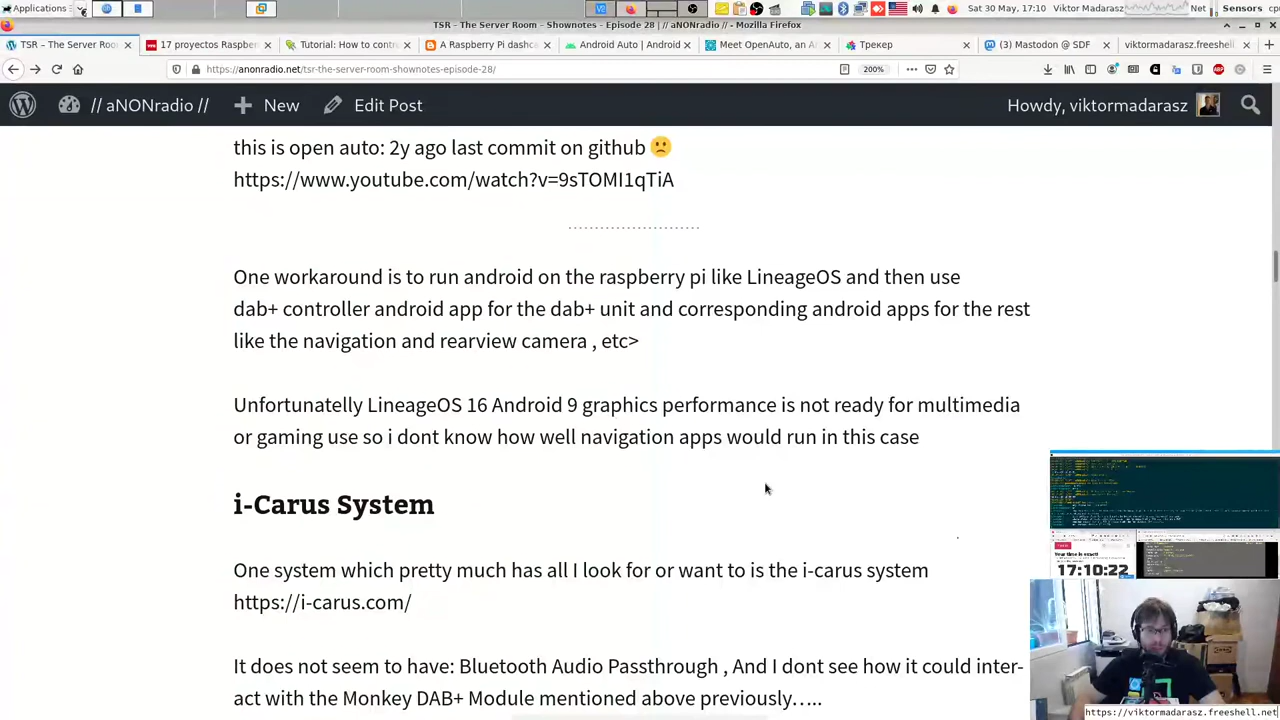 Applications
Sat 30 May, 17:10 Viktor Madarasz Net Sensors cp
TSR – The Server Room – Shownotes – Episode 28 | // aNONradio // - Mozilla Firefox
TSR – The Server Roo × 17 proyectos Raspberr × Tutorial: How to contr × A Raspberry Pi dashca × Android Auto | Android × Meet OpenAuto, an A × Трекер × (3) Mastodon @ SDF × viktormadarasz.freeshell ×
https://anonradio.net/tsr-the-server-room-shownotes-episode-28/ 200%
// aNONradio // New Edit Post Howdy, viktormadarasz
this is open auto: 2y ago last commit on github 🙁
https://www.youtube.com/watch?v=9sTOMI1qTiA
One workaround is to run android on the raspberry pi like LineageOS and then use
dab+ controller android app for the dab+ unit and corresponding android apps for the rest
like the navigation and rearview camera , etc>
Unfortunatelly LineageOS 16 Android 9 graphics performance is not ready for multimedia
or gaming use so i dont know how well navigation apps would run in this case
i-Carus System
One system which pretty much has all I look for or want to is the i-carus system
https://i-carus.com/
It does not seem to have: Bluetooth Audio Passthrough , And I dont see how it could inter-
act with the Monkey DAB+ Module mentioned above previously…..
Your time is exact!
17:10:22
https://viktormadarasz.freeshell.net